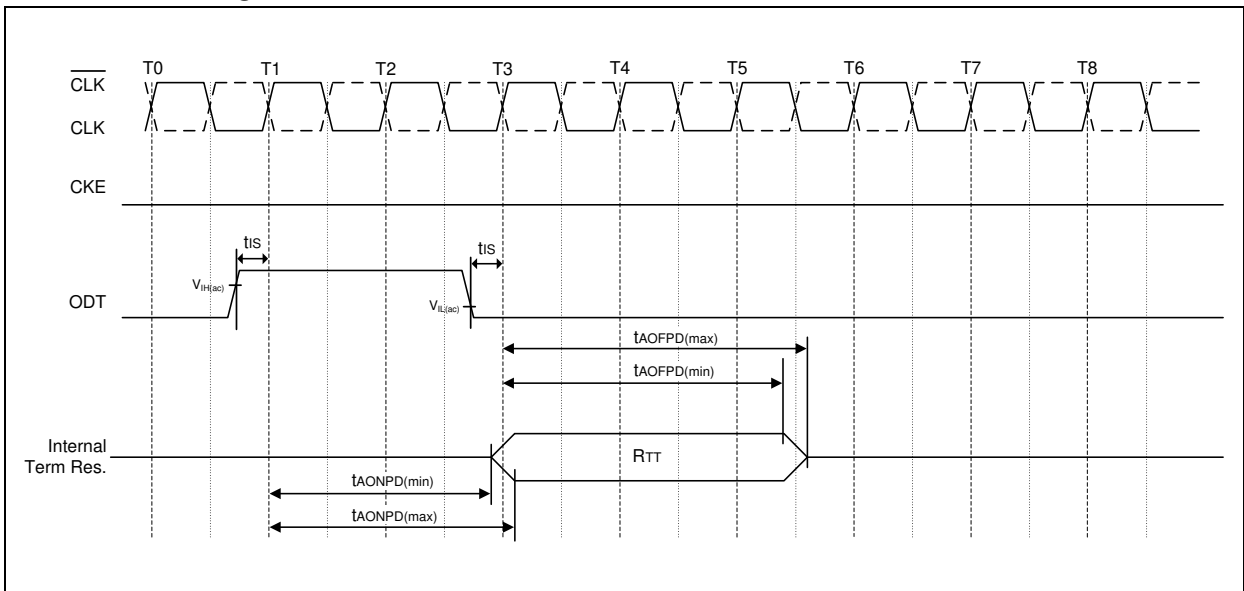 T0 T1 T2 T3 T4 T5 T6 T7 T8
CLK
CLK
CKE
tIS tIS
VIH(ac)
ODT
VIL(ac)
tAOFPD(max)
tAOFPD(min)
Internal
Term Res.
RTT
tAONPD(min)
tAONPD(max)